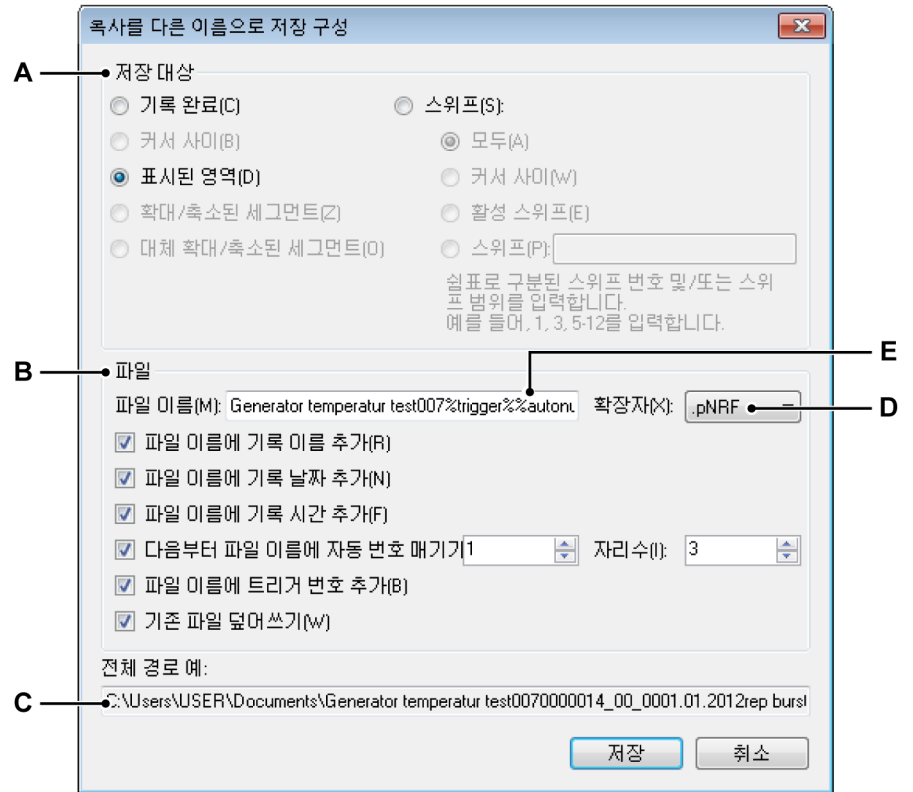 옥사를 다른 이름으로 저장 구성
A
저장 대상
기록 완료(C)
스위프(S):
커서 사이(B)
모두(A)
표시된 영역(D)
커서 사이(W)
확대/축소된 세그먼트(Z)
활성 스위프(E)
대체 확대/축소된 세그먼트(O)
스위프(P):
쉼표로 구분된 스위프 번호 및/또는 스위
프 범위를 입력합니다.
예를 들어, 1, 3, 5-12를 입력합니다.
E
B
파일
파일 이름(M): Generator temperatur test007%trigger%%autonu 확장자(X): .pNRF
D
파일 이름에 기록 이름 추가(R)
파일 이름에 기록 날짜 추가(N)
파일 이름에 기록 시간 추가(F)
다음부터 파일 이름에 자동 번호 매기기 1 자리수(I): 3
파일 이름에 트리거 번호 추가(B)
기존 파일 덮어쓰기(W)
전체 경로 예:
C
C:\Users\USER\Documents\Generator temperatur test0070000014_00_0001.01.2012rep burst
저장
취소